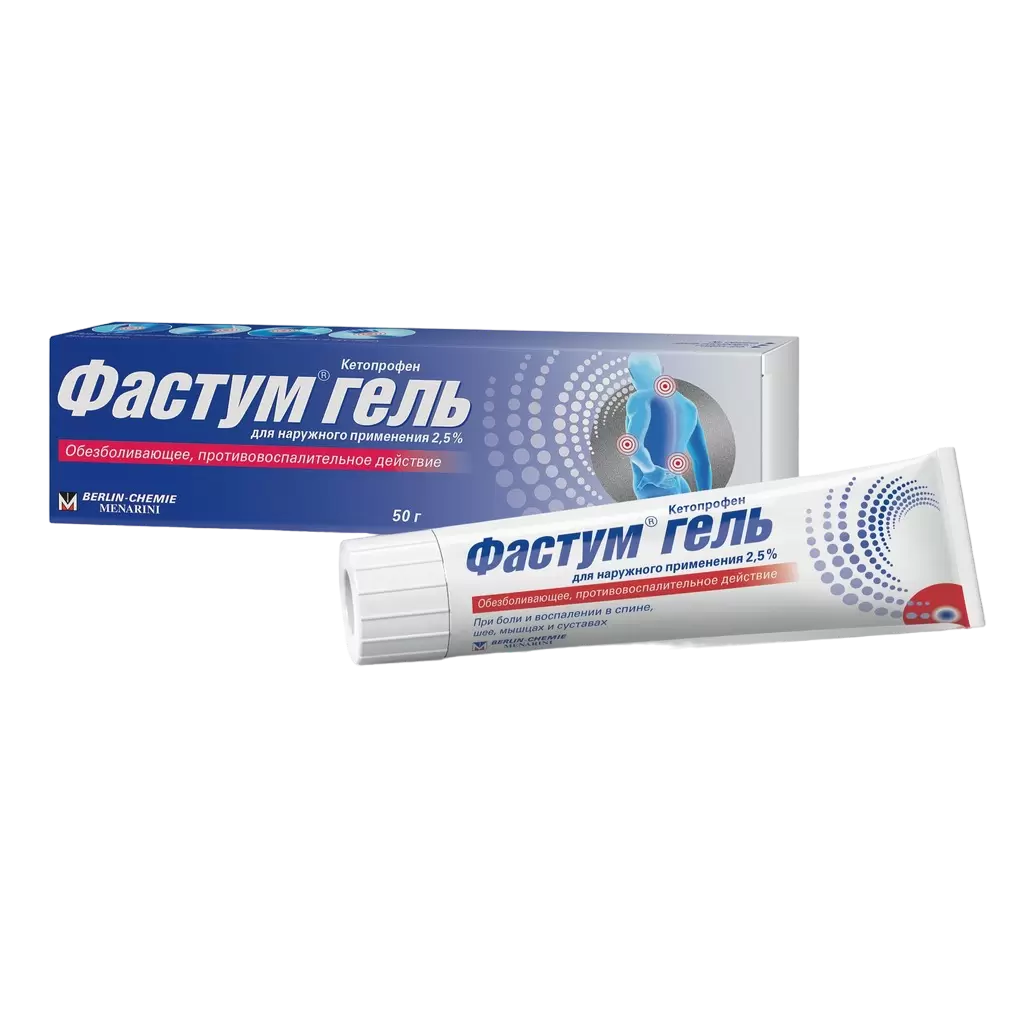 Кетопрофен
Фастум® гель
для наружного применения 2,5%
Обезболивающее, противовоспалительное действие
BERLIN-CHEMIE
MENARINI
50 г
Кетопрофен
Фастум® гель
для наружного применения 2,5%
Обезболивающее, противовоспалительное действие
При боли и воспалении в спине,
шее, мышцах и суставах
BERLIN-CHEMIE
MENARINI